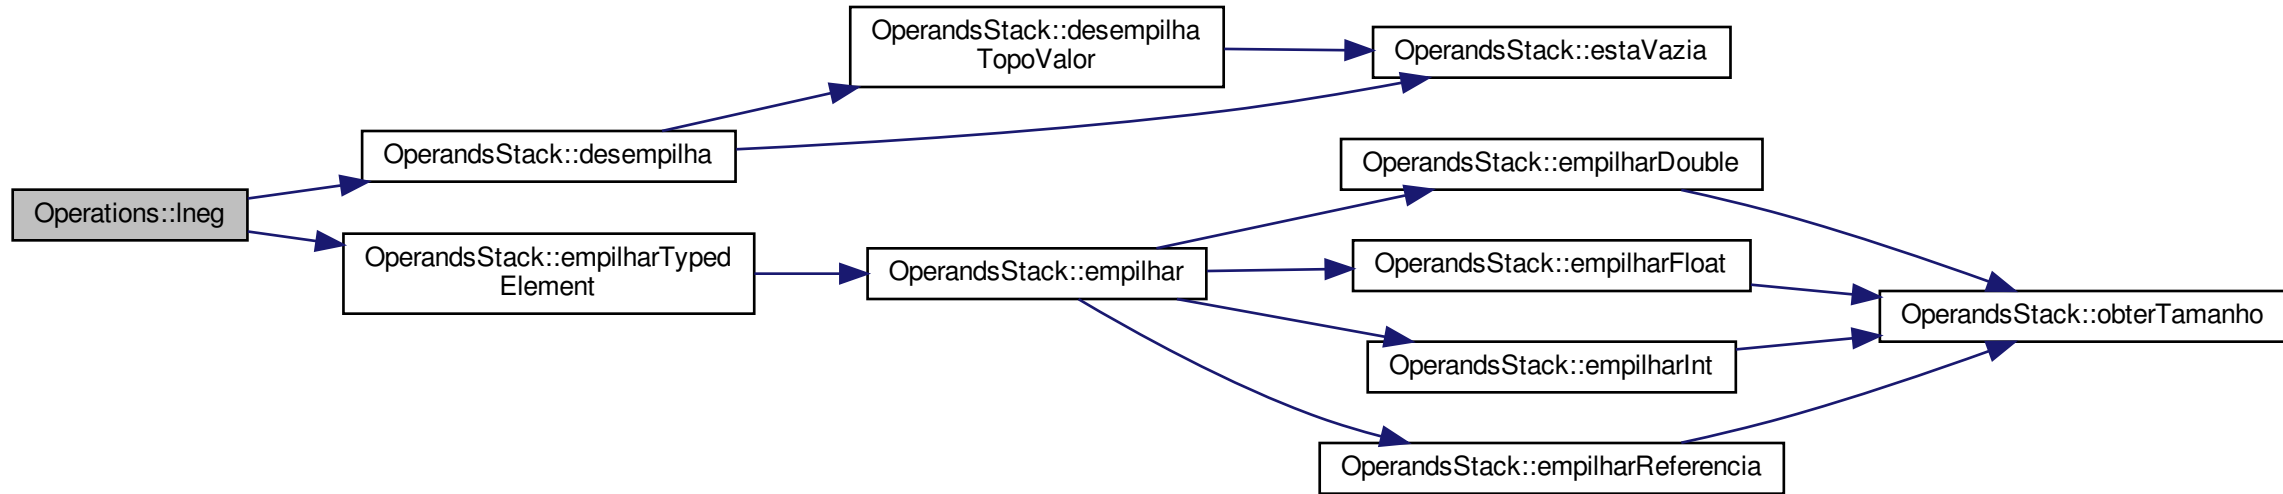 Operations::lneg
OperandsStack::desempilha
OperandsStack::desempilha
TopoValor
OperandsStack::estaVazia
OperandsStack::empilharTyped
Element
OperandsStack::empilhar
OperandsStack::empilharDouble
OperandsStack::empilharFloat
OperandsStack::empilharInt
OperandsStack::empilharReferencia
OperandsStack::obterTamanho